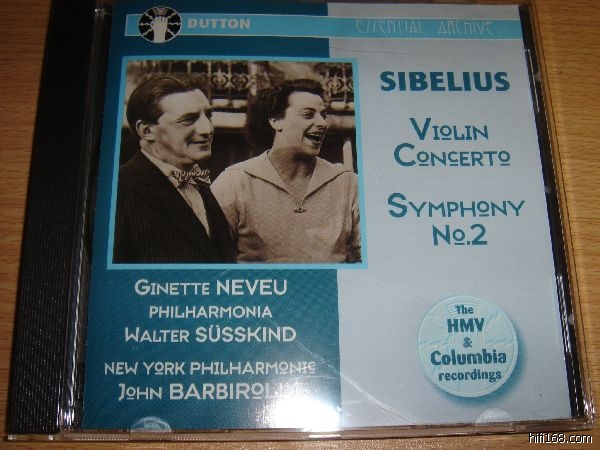 DUTTON
ESSENTIAL ARCHIVE
SIBELIUS
VIOLIN
CONCERTO
SYMPHONY
No.2
GINETTE NEVEU
PHILHARMONIA
WALTER SÜSSKIND
NEW YORK PHILHARMONIC
JOHN BARBIROLLI
The
HMV
&
Columbia
recordings
hifi168.com